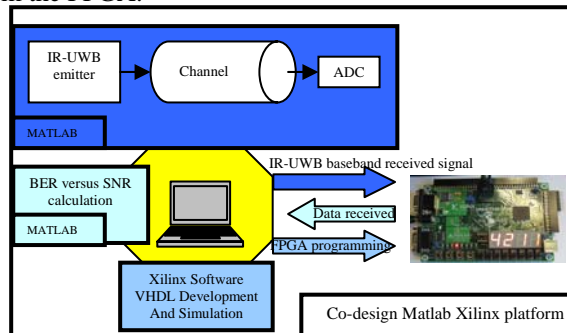 IR-UWB
emitter
Channel
ADC
MATLAB
IR-UWB baseband received signal
BER versus SNR
calculation
MATLAB
Data received
FPGA programming
4211
Xilinx Software
VHDL Development
And Simulation
Co-design Matlab Xilinx platform